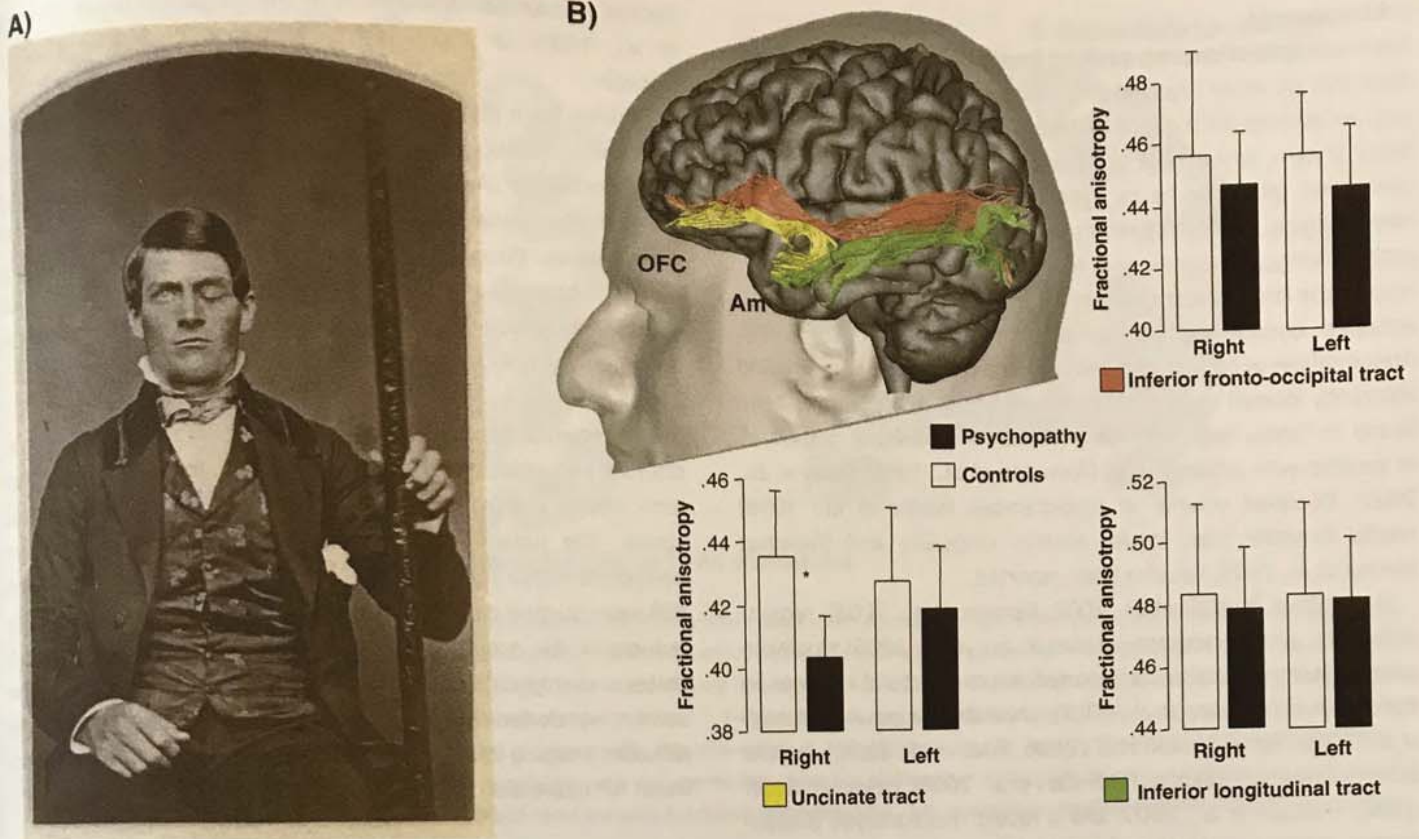 A)
B)
OFC
Am
Fractional anisotropy
.48
.46
.44
.42
.40
Right Left
Inferior fronto-occipital tract
Psychopathy
Controls
Fractional anisotropy
.46
.44
.42
.40
.38
*
Right Left
Uncinate tract
Fractional anisotropy
.52
.50
.48
.46
.44
Right Left
Inferior longitudinal tract